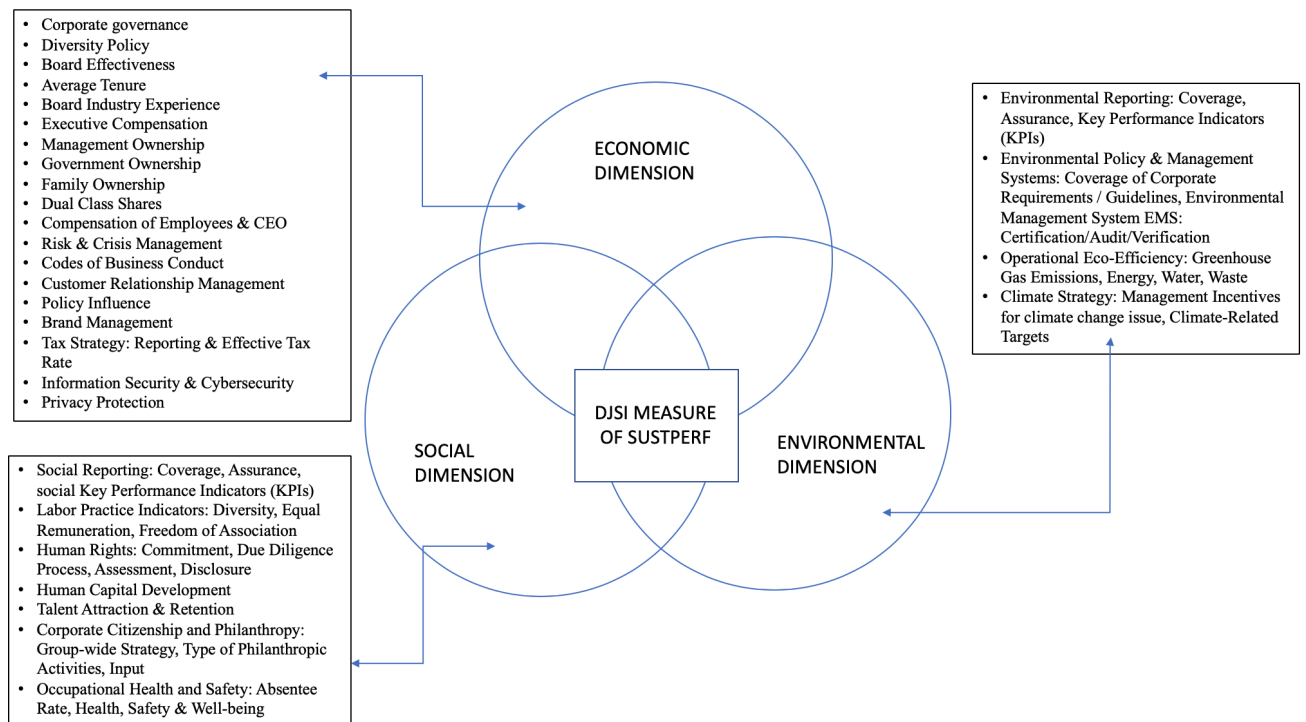 • Corporate governance
• Diversity Policy
• Board Effectiveness
• Average Tenure
• Board Industry Experience
• Executive Compensation
• Management Ownership
• Government Ownership
• Family Ownership
• Dual Class Shares
• Compensation of Employees & CEO
• Risk & Crisis Management
• Codes of Business Conduct
• Customer Relationship Management
• Policy Influence
• Brand Management
• Tax Strategy: Reporting & Effective Tax
Rate
• Information Security & Cybersecurity
• Privacy Protection
ECONOMIC
DIMENSION
• Environmental Reporting: Coverage,
Assurance, Key Performance Indicators
(KPIs)
• Environmental Policy & Management
Systems: Coverage of Corporate
Requirements / Guidelines, Environmental
Management System EMS:
Certification/Audit/Verification
• Operational Eco-Efficiency: Greenhouse
Gas Emissions, Energy, Water, Waste
• Climate Strategy: Management Incentives
for climate change issue, Climate-Related
Targets
DJSI MEASURE
OF SUSTPERF
SOCIAL
DIMENSION
ENVIRONMENTAL
DIMENSION
• Social Reporting: Coverage, Assurance,
social Key Performance Indicators (KPIs)
• Labor Practice Indicators: Diversity, Equal
Remuneration, Freedom of Association
• Human Rights: Commitment, Due Diligence
Process, Assessment, Disclosure
• Human Capital Development
• Talent Attraction & Retention
• Corporate Citizenship and Philanthropy:
Group-wide Strategy, Type of Philanthropic
Activities, Input
• Occupational Health and Safety: Absentee
Rate, Health, Safety & Well-being